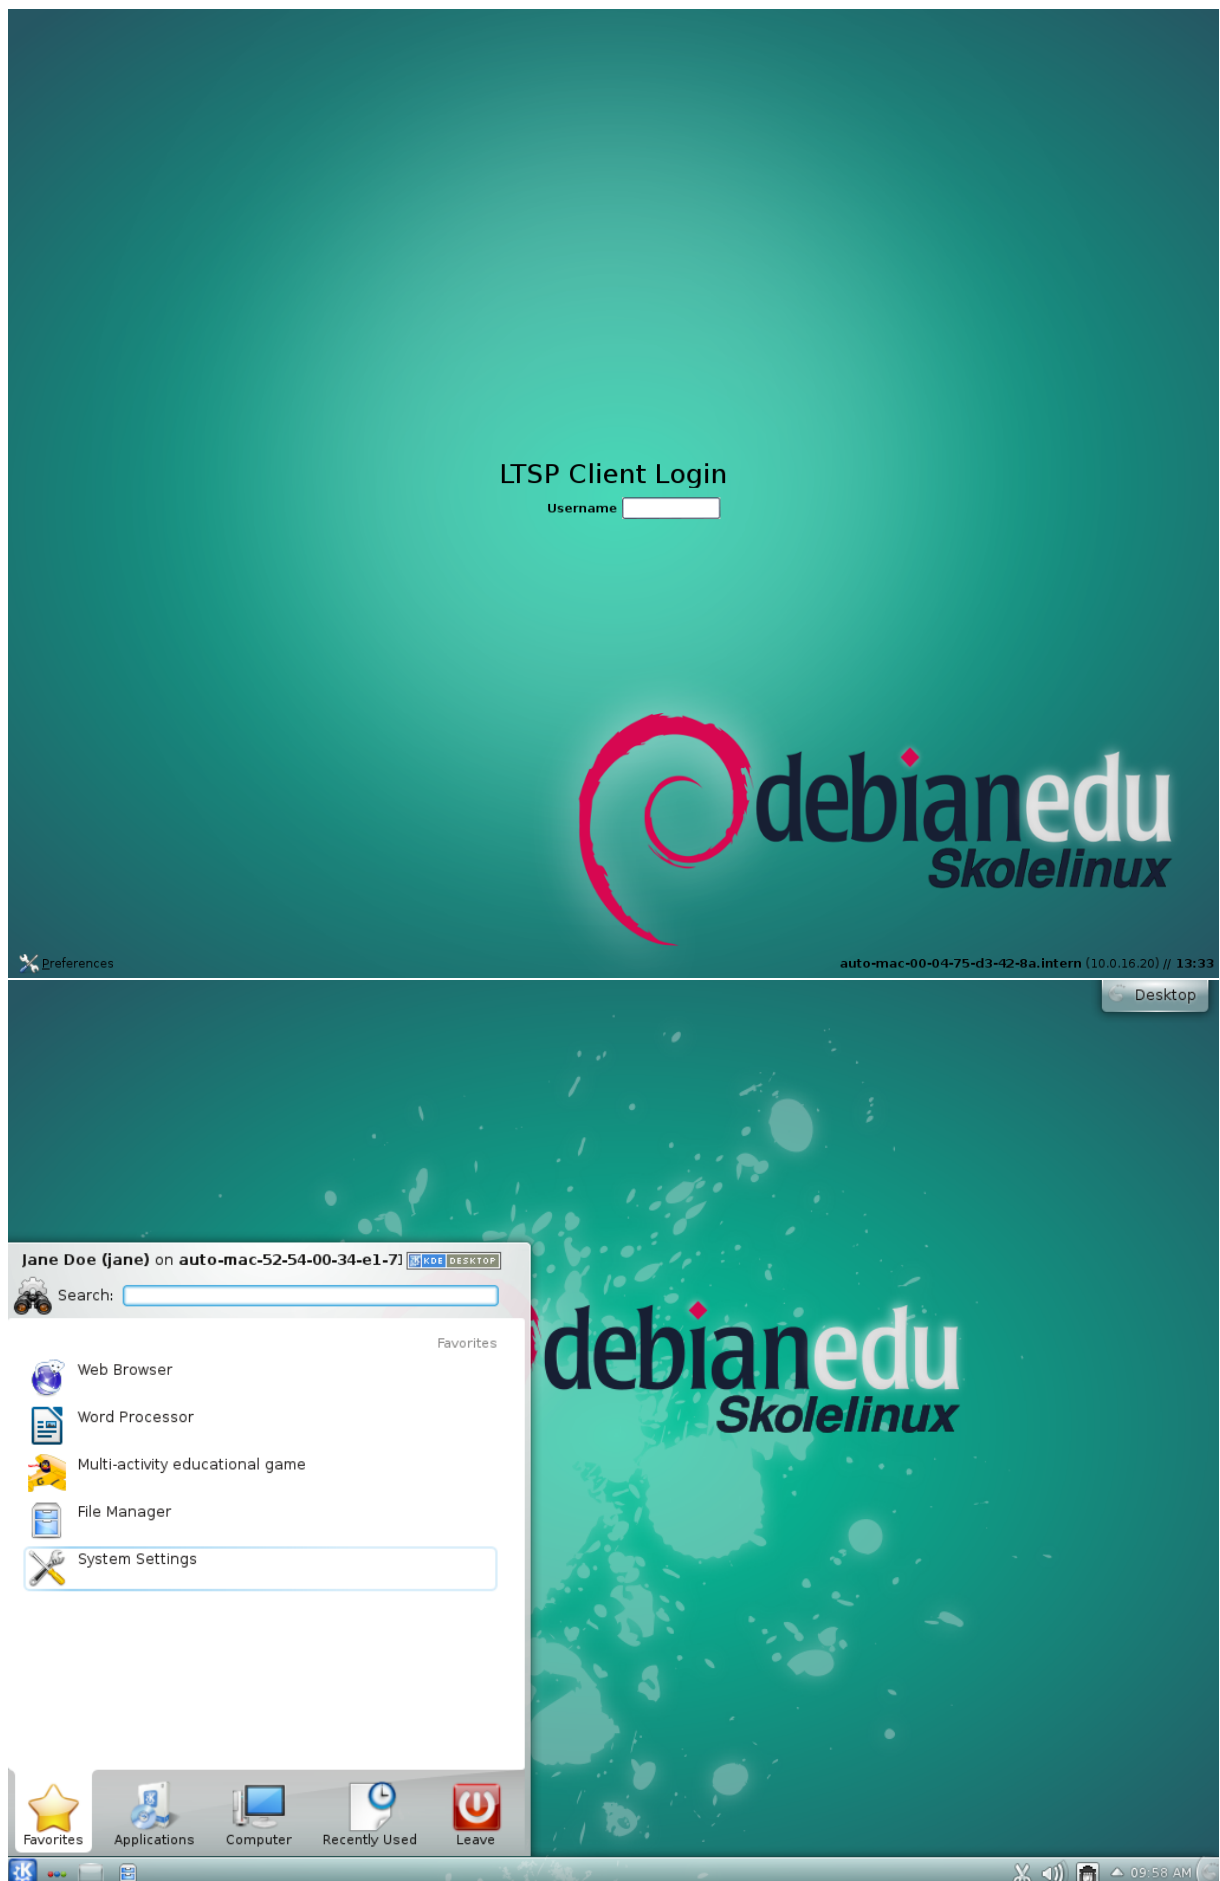 LTSP Client Login
Username
debianedu
Skolelinux
Preferences
auto-mac-00-04-75-d3-42-8a.intern (10.0.16.20) // 13:33
Desktop
Jane Doe (jane) on auto-mac-52-54-00-34-e1-7 KDE DESKTOP
Search:
Favorites
Web Browser
Word Processor
Multi-activity educational game
File Manager
System Settings
debianedu
Skolelinux
Favorites Applications Computer Recently Used Leave
09:58 AM